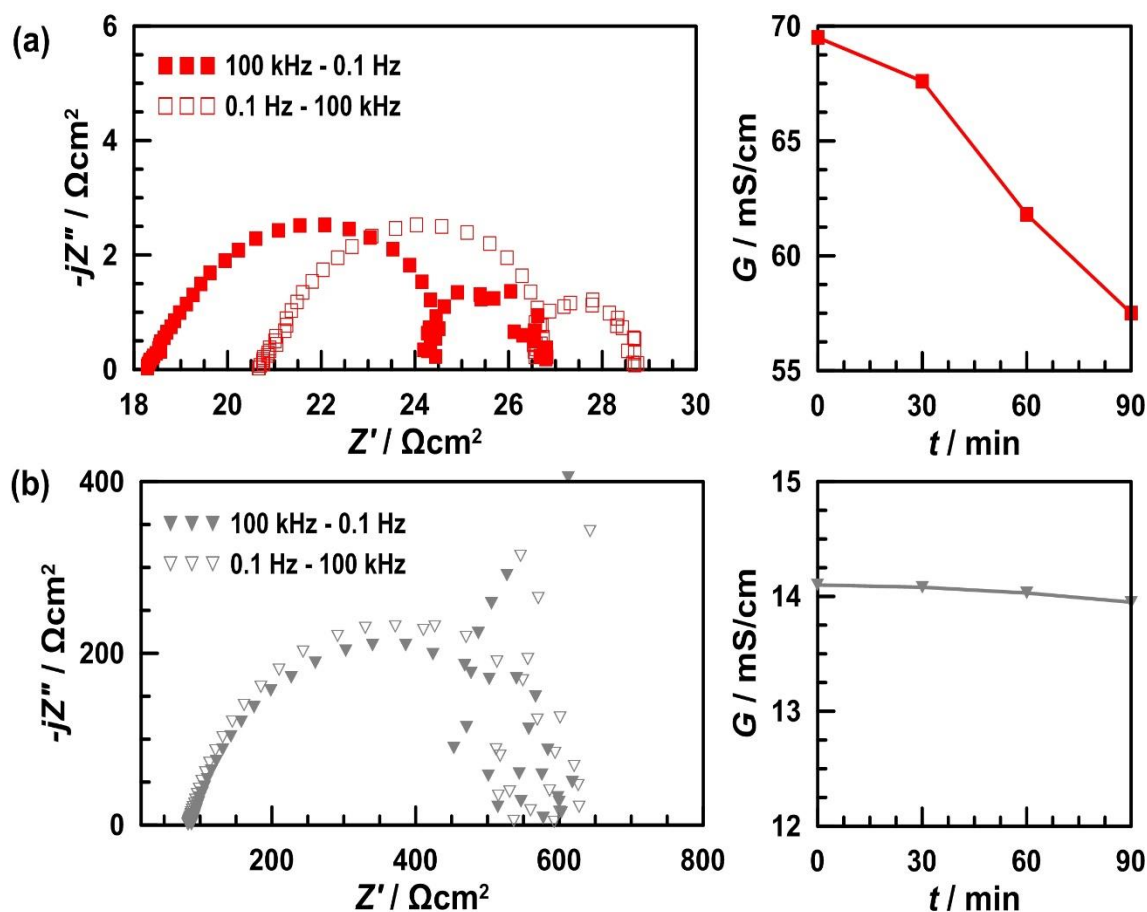 (a)
6
4
2
0
-jZ" / Ωcm²
100 kHz - 0.1 Hz
0.1 Hz - 100 kHz
18 20 22 24 26 28 30
Z' / Ωcm²
70
65
60
55
G / mS/cm
0 30 60 90
t / min
(b)
400
200
0
-jZ" / Ωcm²
100 kHz - 0.1 Hz
0.1 Hz - 100 kHz
200 400 600 800
Z' / Ωcm²
15
14
13
12
G / mS/cm
0 30 60 90
t / min